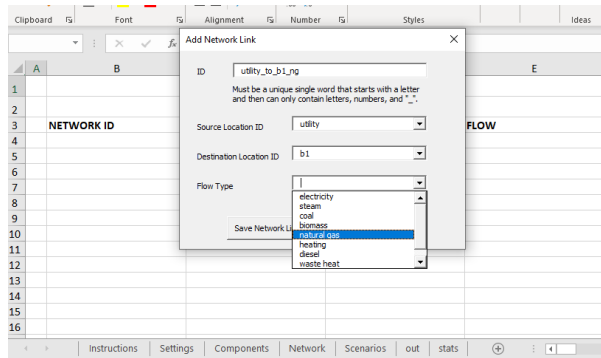 Clipboard Font Alignment Number Styles Ideas
Add Network Link
fx
A B E
ID utility_to_b1_ng
Must be a unique single word that starts with a letter
and then can only contain letters, numbers, and "_".
1
2
3 NETWORK ID FLOW
Source Location ID utility
4
5
Destination Location ID b1
6
7
Flow Type
8
electricity
steam
9
coal
biomass
10
Save Network Li
natural gas
11
heating
diesel
12
waste heat
13
14
15
16
Instructions Settings Components Network Scenarios out stats